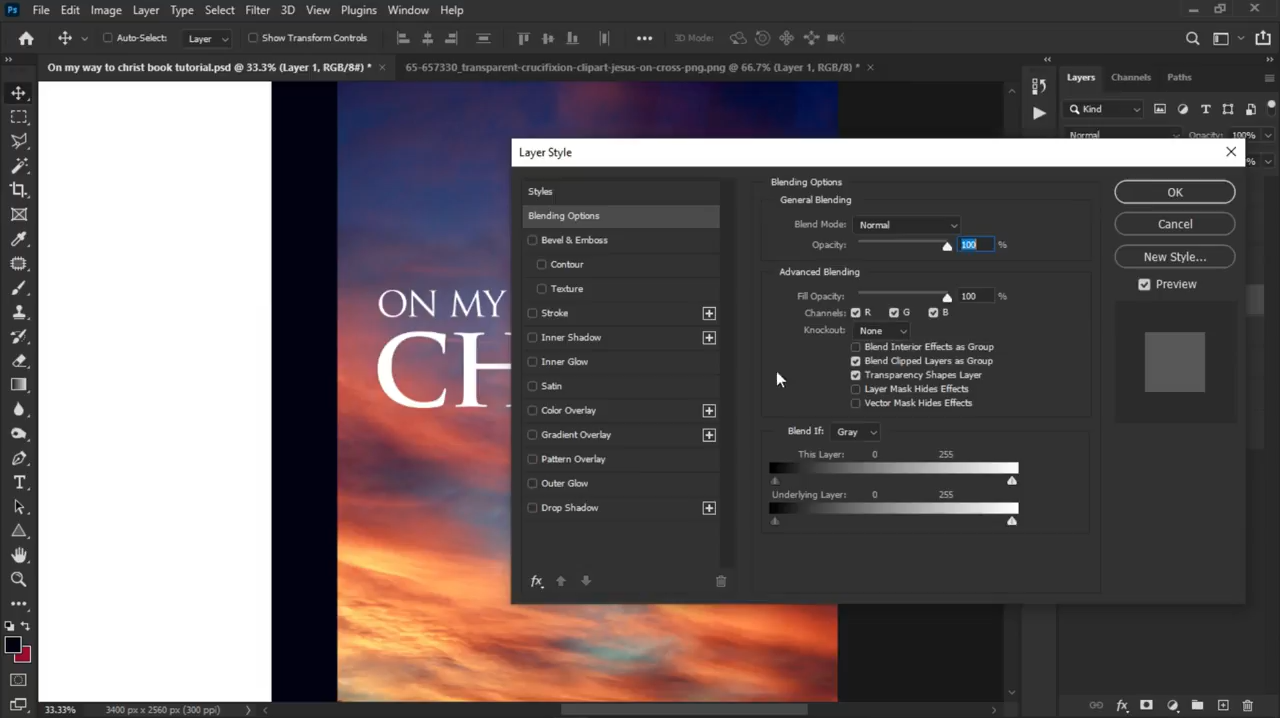 Ps File Edit Image Layer Type Select Filter 3D View Plugins Window Help
Auto-Select: Layer Show Transform Controls 3D Mode:
On my way to christ book tutorial.psd @ 33.3% (Layer 1, RGB/8#) * 65-657330_transparent-crucifixion-clipart-jesus-on-cross-png.png @ 66.7% (Layer 1, RGB/8) *
Layers Channels Paths
Kind
Normal Opacity: 100%
%
ON MY
CH
Layer Style
Styles
Blending Options
Bevel & Emboss
Contour
Texture
Stroke
Inner Shadow
Inner Glow
Satin
Color Overlay
Gradient Overlay
Pattern Overlay
Outer Glow
Drop Shadow
fx
Blending Options
General Blending
Blend Mode: Normal
Opacity: 100 %
Advanced Blending
Fill Opacity: 100 %
Channels: R G B
Knockout: None
Blend Interior Effects as Group
Blend Clipped Layers as Group
Transparency Shapes Layer
Layer Mask Hides Effects
Vector Mask Hides Effects
Blend If: Gray
This Layer: 0 255
Underlying Layer: 0 255
OK
Cancel
New Style...
Preview
33.33% 3400 px x 2560 px (300 ppi)
fx